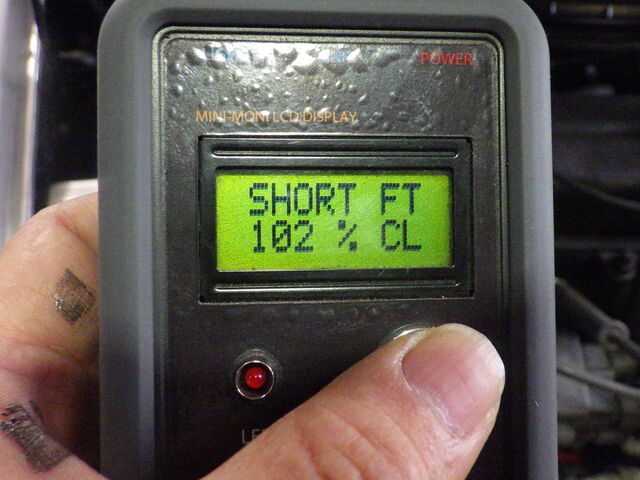 POWER
MINI-MONI LCD DISPLAY
SHORT FT
102 % CL